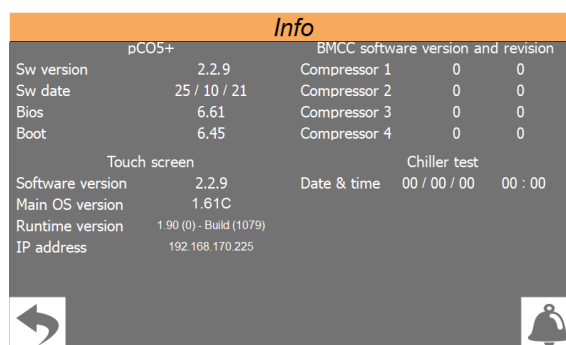 Info
pCO5+
Sw version 2.2.9
Sw date 25 / 10 / 21
Bios 6.61
Boot 6.45
BMCC software version and revision
Compressor 1 0 0
Compressor 2 0 0
Compressor 3 0 0
Compressor 4 0 0
Touch screen
Software version 2.2.9
Main OS version 1.61C
Runtime version 1.90 (0) - Build (1079)
IP address 192.168.170.225
Chiller test
Date & time 00 / 00 / 00 00 : 00